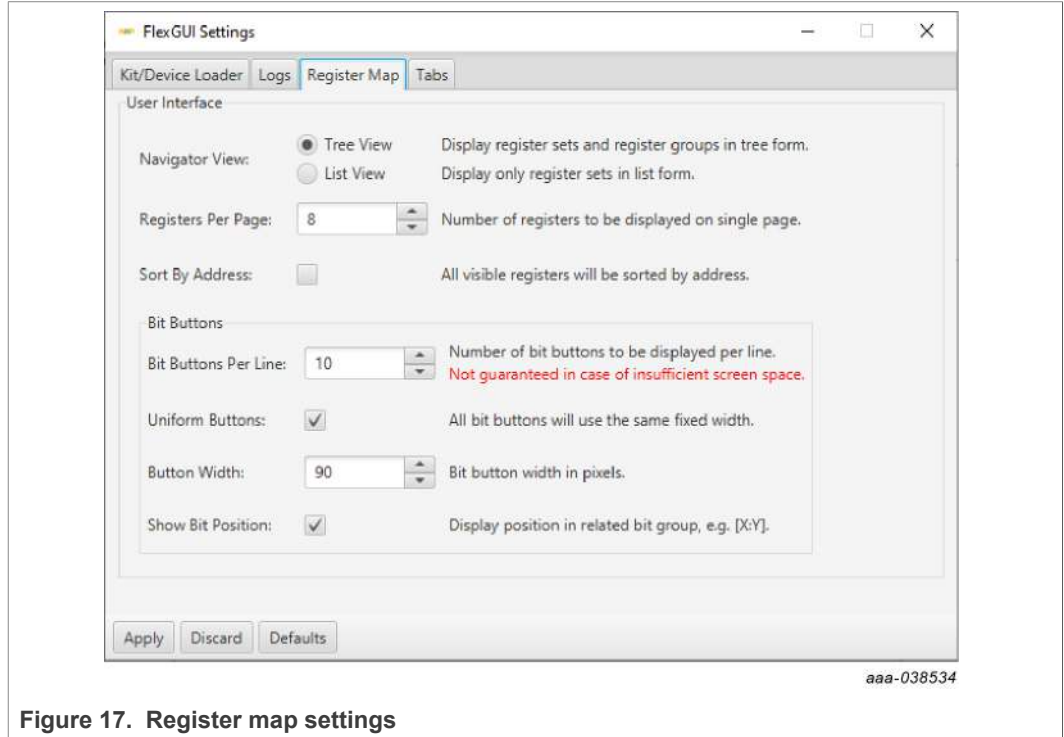 FlexGUI Settings
Kit/Device Loader Logs Register Map Tabs
User Interface
Navigator View:
Tree View Display register sets and register groups in tree form.
List View Display only register sets in list form.
Registers Per Page: 8 Number of registers to be displayed on single page.
Sort By Address: All visible registers will be sorted by address.
Bit Buttons
Bit Buttons Per Line: 10 Number of bit buttons to be displayed per line.
Not guaranteed in case of insufficient screen space.
Uniform Buttons: All bit buttons will use the same fixed width.
Button Width: 90 Bit button width in pixels.
Show Bit Position: Display position in related bit group, e.g. [X:Y].
Apply Discard Defaults
aaa-038534
Figure 17. Register map settings